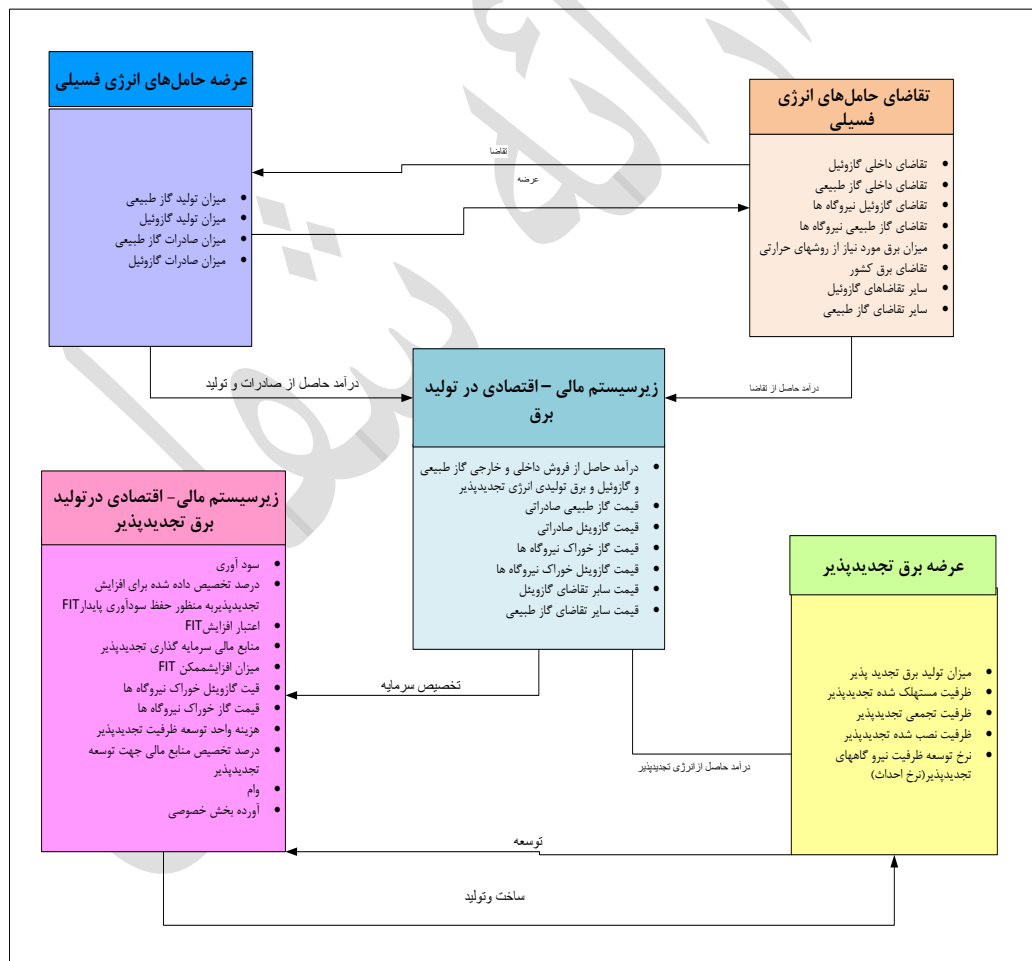 عرضه حامل‌های انرژی فسیلی
میزان تولید گاز طبیعی
میزان تولید گازوئیل
میزان صادرات گاز طبیعی
میزان صادرات گازوئیل
تقاضای حامل‌های انرژی
فسیلی
تقاضای داخلی گازوئیل
تقاضای داخلی گاز طبیعی
تقاضای گازوئیل نیروگاه ها
تقاضای گاز طبیعی نیروگاه ها
میزان برق مورد نیاز از روشهای حرارتی
تقاضای برق کشور
سایر تقاضاهای گازوئیل
سایر تقاضای گاز طبیعی
تقاضا
عرضه
درآمد حاصل از صادرات و تولید
درآمد حاصل از تقاضا
زیرسیستم مالی – اقتصادی در تولید
برق
درآمد حاصل از فروش داخلی و خارجی گاز طبیعی
و گازوئیل و برق تولیدی انرژی تجدیدپذیر
قیمت گاز طبیعی صادراتی
قیمت گازویئل صادراتی
قیمت گاز خوراک نیروگاه ها
قیمت گازویئل خوراک نیروگاه ها
قیمت سابر تقاضای گازویئل
قیمت سایر تقاضای گاز طبیعی
زیرسیستم مالی- اقتصادی درتولید
برق تجدیدپذیر
سود آوری
درصد تخصیص داده شده برای افزایش
FITتجدیدپذیربه منظور حفظ سودآوری پایدار
اعتبار افزایشFIT
منابع مالی سرمایه گذاری تجدیدپذیر
میزان افزایشممکن FIT
قیت گازویئل خوراک نیروگاه ها
قیمت گاز خوراک نیروگاه ها
هزینه واحد توسعه ظرفیت تجدیدپذیر
درصد تخصیص منابع مالی جهت توسعه
تجدیدپذیر
وام
آورده بخش خصوصی
عرضه برق تجدیدپذیر
میزان تولید برق تجدید پذیر
ظرفیت مستهلک شده تجدیدپذیر
ظرفیت تجمعی تجدیدپذیر
ظرفیت نصب شده تجدیدپذیر
نرخ توسعه ظرفیت نیرو گاههای
تجدیدپذیر(نرخ احداث)
تخصیص سرمایه
درآمد حاصل ازانرژی تجدیدپذیر
توسعه
ساخت وتولید